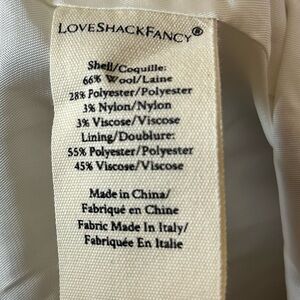 LOVESHACKFANCY®
Shell/Coquille:
66% Wool/Laine
28% Polyester/Polyester
3% Nylon/Nylon
3% Viscose/Viscose
Lining/Doublure:
55% Polyester/Polyester
45% Viscose/Viscose
Made in China/
Fabriqué en Chine
Fabric Made In Italy/
Fabriquée En Italie